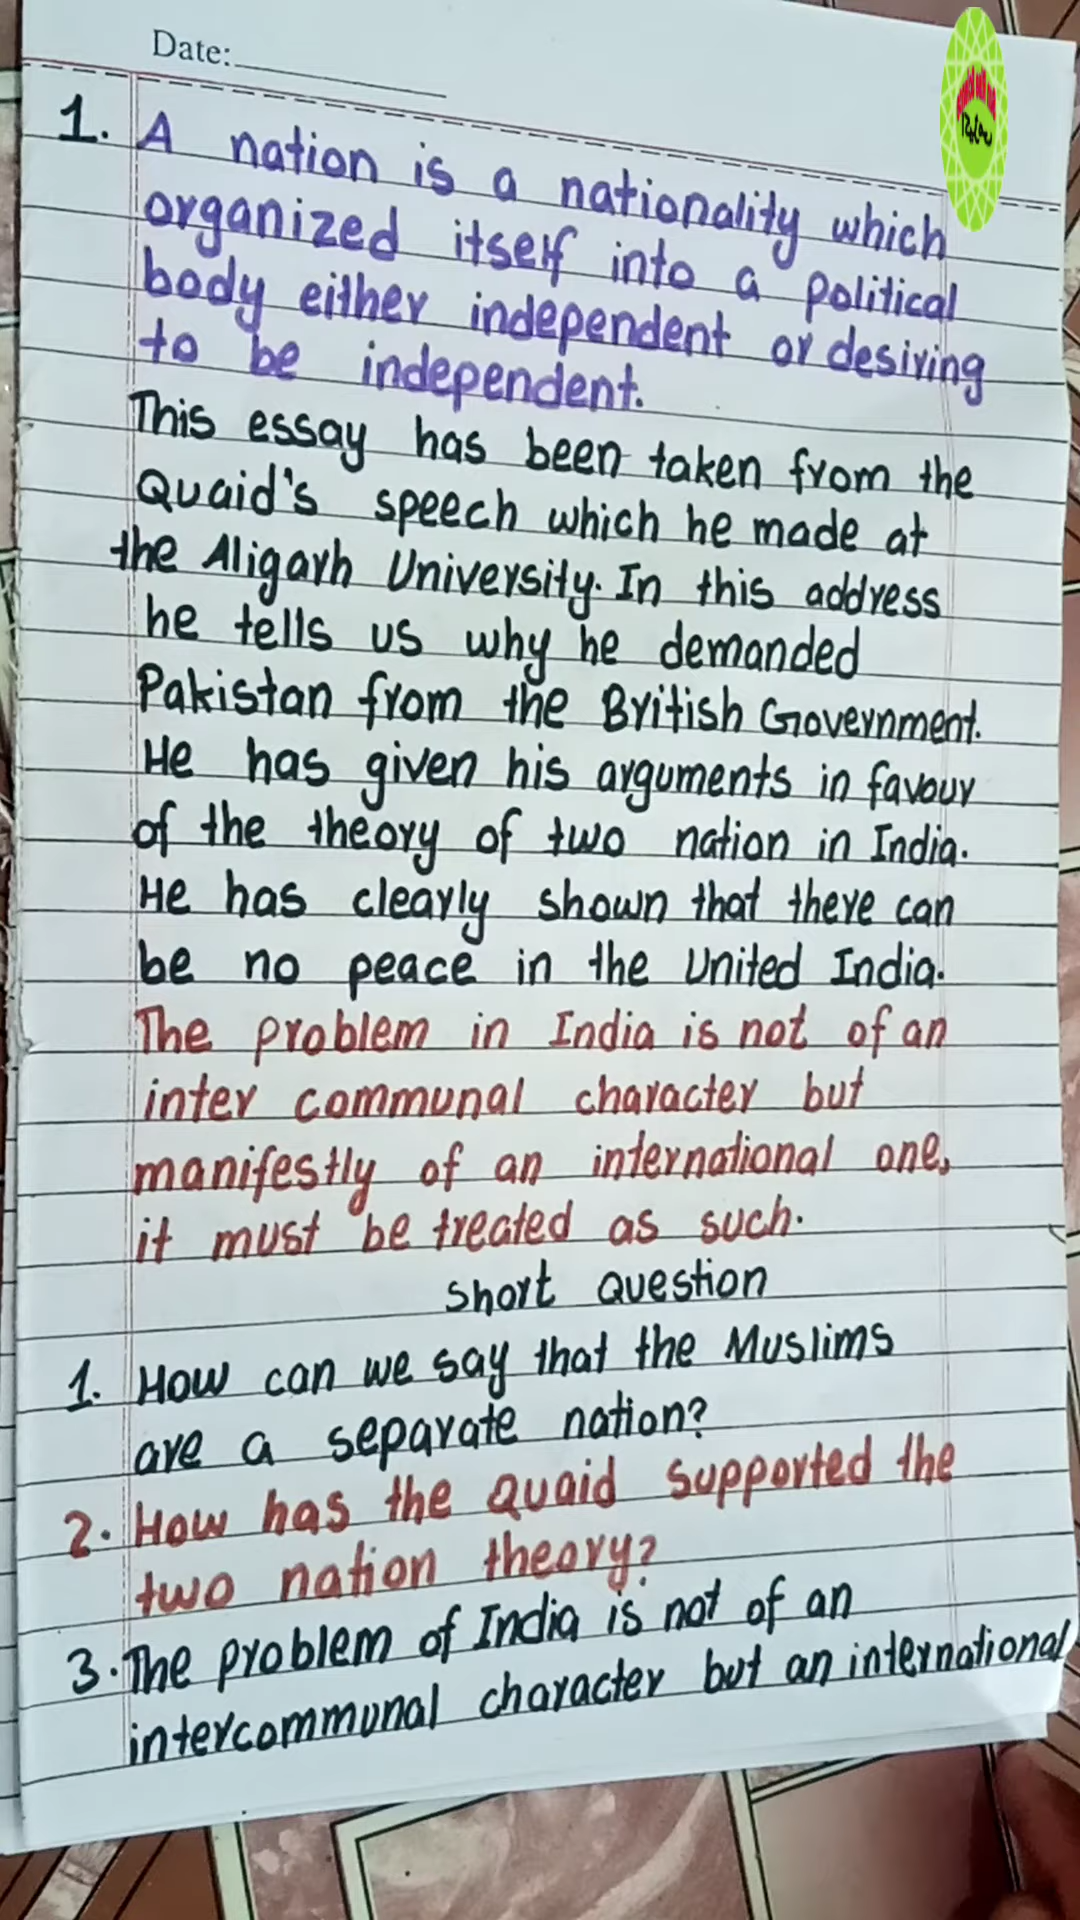 Date:
1. A nation is a nationality which
organized itself into a political
body either independent or desiring
to be independent.
This essay has been taken from the
Quaid's speech which he made at
the Aligarh University. In this address
he tells us why he demanded
Pakistan from the British Government.
He has given his arguments in favour
of the theory of two nation in India.
He has clearly shown that there can
be no peace in the United India.
The problem in India is not of an
inter communal character but
manifestly of an international one,
it must be treated as such.
Short Question
1. How can we say that the Muslims
are a separate nation?
2. How has the Quaid supported the
two nation theory?
3. The problem of India is not of an
intercommunal character but an international